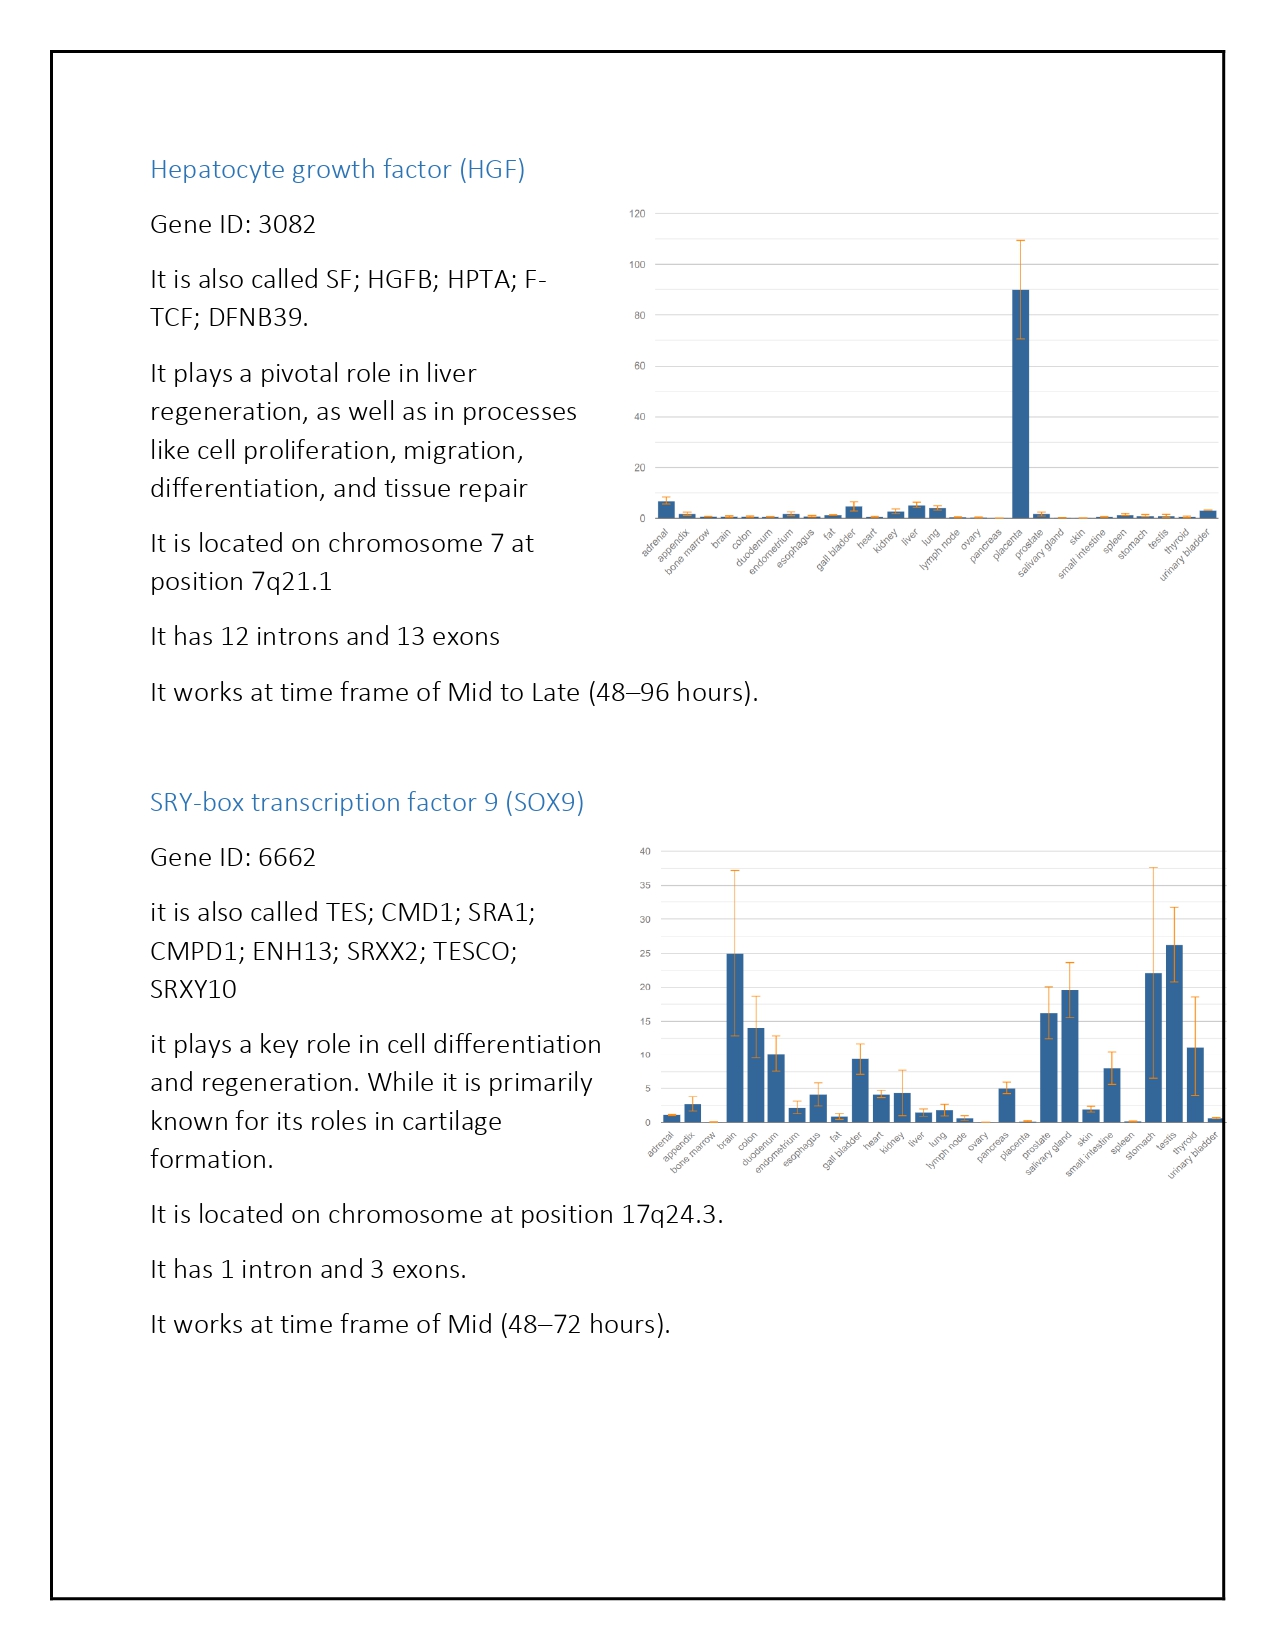 Hepatocyte growth factor (HGF)
Gene ID: 3082
It is also called SF; HGFB; HPTA; F-
TCF; DFNB39.
It plays a pivotal role in liver
regeneration, as well as in processes
like cell proliferation, migration,
differentiation, and tissue repair
It is located on chromosome 7 at
position 7q21.1
It has 12 introns and 13 exons
It works at time frame of Mid to Late (48–96 hours).
120
100
80
60
40
20
0
adrenal
appendix
bone marrow
brain
colon
duodenum
endometrium
esophagus
fat
gall bladder
heart
kidney
liver
lung
lymph node
ovary
pancreas
placenta
prostate
salivary gland
skin
small intestine
spleen
stomach
testis
thyroid
urinary bladder
SRY-box transcription factor 9 (SOX9)
Gene ID: 6662
it is also called TES; CMD1; SRA1;
CMPD1; ENH13; SRXX2; TESCO;
SRXY10
it plays a key role in cell differentiation
and regeneration. While it is primarily
known for its roles in cartilage
formation.
It is located on chromosome at position 17q24.3.
It has 1 intron and 3 exons.
It works at time frame of Mid (48–72 hours).
40
35
30
25
20
15
10
5
0
adrenal
appendix
bone marrow
brain
colon
duodenum
endometrium
esophagus
fat
gall bladder
heart
kidney
liver
lung
lymph node
ovary
pancreas
placenta
prostate
salivary gland
skin
small intestine
spleen
stomach
testis
thyroid
urinary bladder